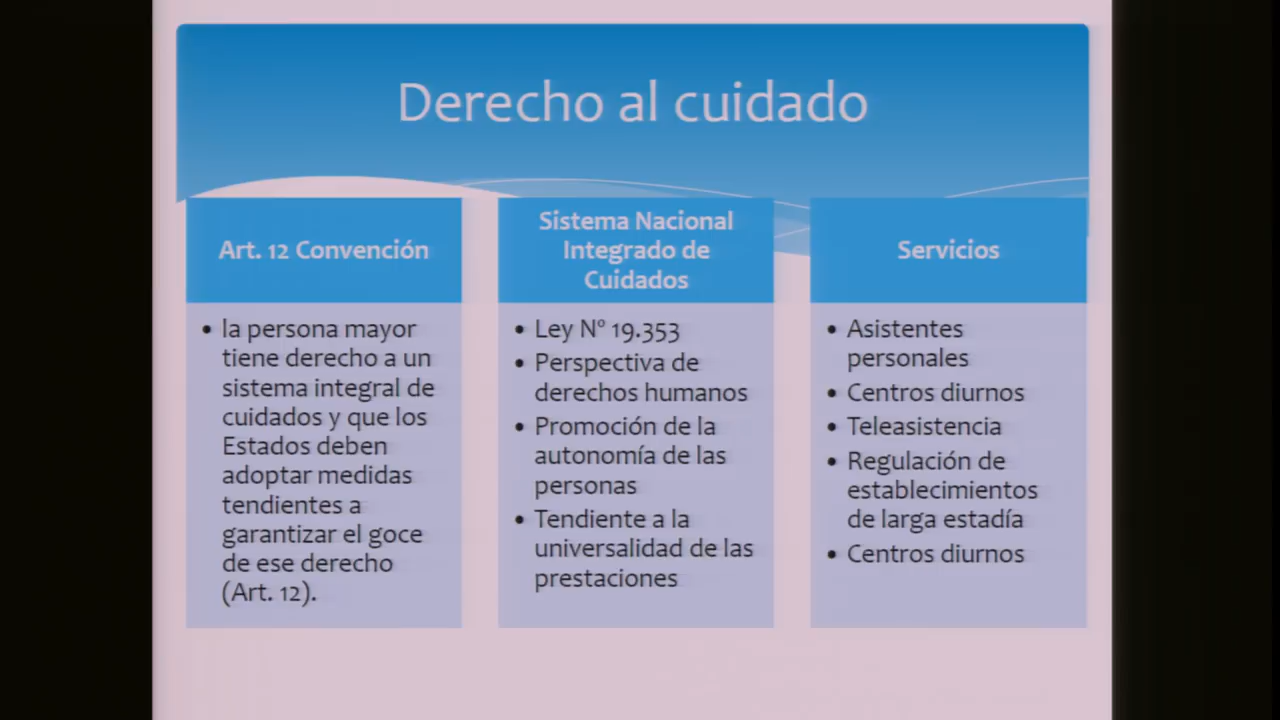 Derecho al cuidado
Art. 12 Convención
• la persona mayor
tiene derecho a un
sistema integral de
cuidados y que los
Estados deben
adoptar medidas
tendientes a
garantizar el goce
de ese derecho
(Art. 12).
Sistema Nacional
Integrado de
Cuidados
• Ley Nº 19.353
• Perspectiva de
derechos humanos
• Promoción de la
autonomía de las
personas
• Tendiente a la
universalidad de las
prestaciones
Servicios
• Asistentes
personales
• Centros diurnos
• Teleasistencia
• Regulación de
establecimientos
de larga estadía
• Centros diurnos